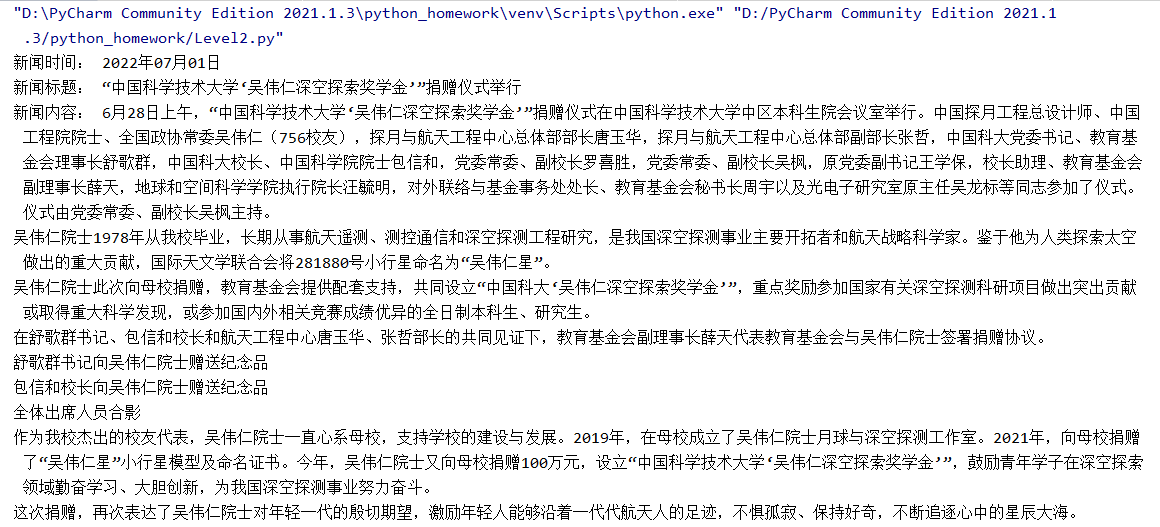 "D:\PyCharm Community Edition 2021.1.3\python_homework\venv\Scripts\python.exe" "D:/PyCharm Community Edition 2021.1
.3/python_homework/Level2.py"
新闻时间： 2022年07月01日
新闻标题： “中国科学技术大学‘吴伟仁深空探索奖学金’”捐赠仪式举行
新闻内容： 6月28日上午，“中国科学技术大学‘吴伟仁深空探索奖学金’”捐赠仪式在中国科学技术大学中区本科生院会议室举行。中国探月工程总设计师、中国
工程院院士、全国政协常委吴伟仁（756校友），探月与航天工程中心总体部部长唐玉华，探月与航天工程中心总体部副部长张哲，中国科大党委书记、教育基
金会理事长舒歌群，中国科大校长、中国科学院院士包信和，党委常委、副校长罗喜胜，党委常委、副校长吴枫，原党委副书记王学保，校长助理、教育基金会
副理事长薛天，地球和空间科学学院执行院长汪毓明，对外联络与基金事务处处长、教育基金会秘书长周宇以及光电子研究室原主任吴龙标等同志参加了仪式。
仪式由党委常委、副校长吴枫主持。
吴伟仁院士1978年从我校毕业，长期从事航天遥测、测控通信和深空探测工程研究，是我国深空探测事业主要开拓者和航天战略科学家。鉴于他为人类探索太空
做出的重大贡献，国际天文学联合会将281880号小行星命名为“吴伟仁星”。
吴伟仁院士此次向母校捐赠，教育基金会提供配套支持，共同设立“中国科大‘吴伟仁深空探索奖学金’”，重点奖励参加国家有关深空探测科研项目做出突出贡献
或取得重大科学发现，或参加国内外相关竞赛成绩优异的全日制本科生、研究生。
在舒歌群书记、包信和校长和航天工程中心唐玉华、张哲部长的共同见证下，教育基金会副理事长薛天代表教育基金会与吴伟仁院士签署捐赠协议。
舒歌群书记向吴伟仁院士赠送纪念品
包信和校长向吴伟仁院士赠送纪念品
全体出席人员合影
作为我校杰出的校友代表，吴伟仁院士一直心系母校，支持学校的建设与发展。2019年，在母校成立了吴伟仁院士月球与深空探测工作室。2021年，向母校捐赠
了“吴伟仁星”小行星模型及命名证书。今年，吴伟仁院士又向母校捐赠100万元，设立“中国科学技术大学‘吴伟仁深空探索奖学金’”，鼓励青年学子在深空探索
领域勤奋学习、大胆创新，为我国深空探测事业努力奋斗。
这次捐赠，再次表达了吴伟仁院士对年轻一代的殷切期望，激励年轻人能够沿着一代代航天人的足迹，不惧孤寂、保持好奇，不断追逐心中的星辰大海。